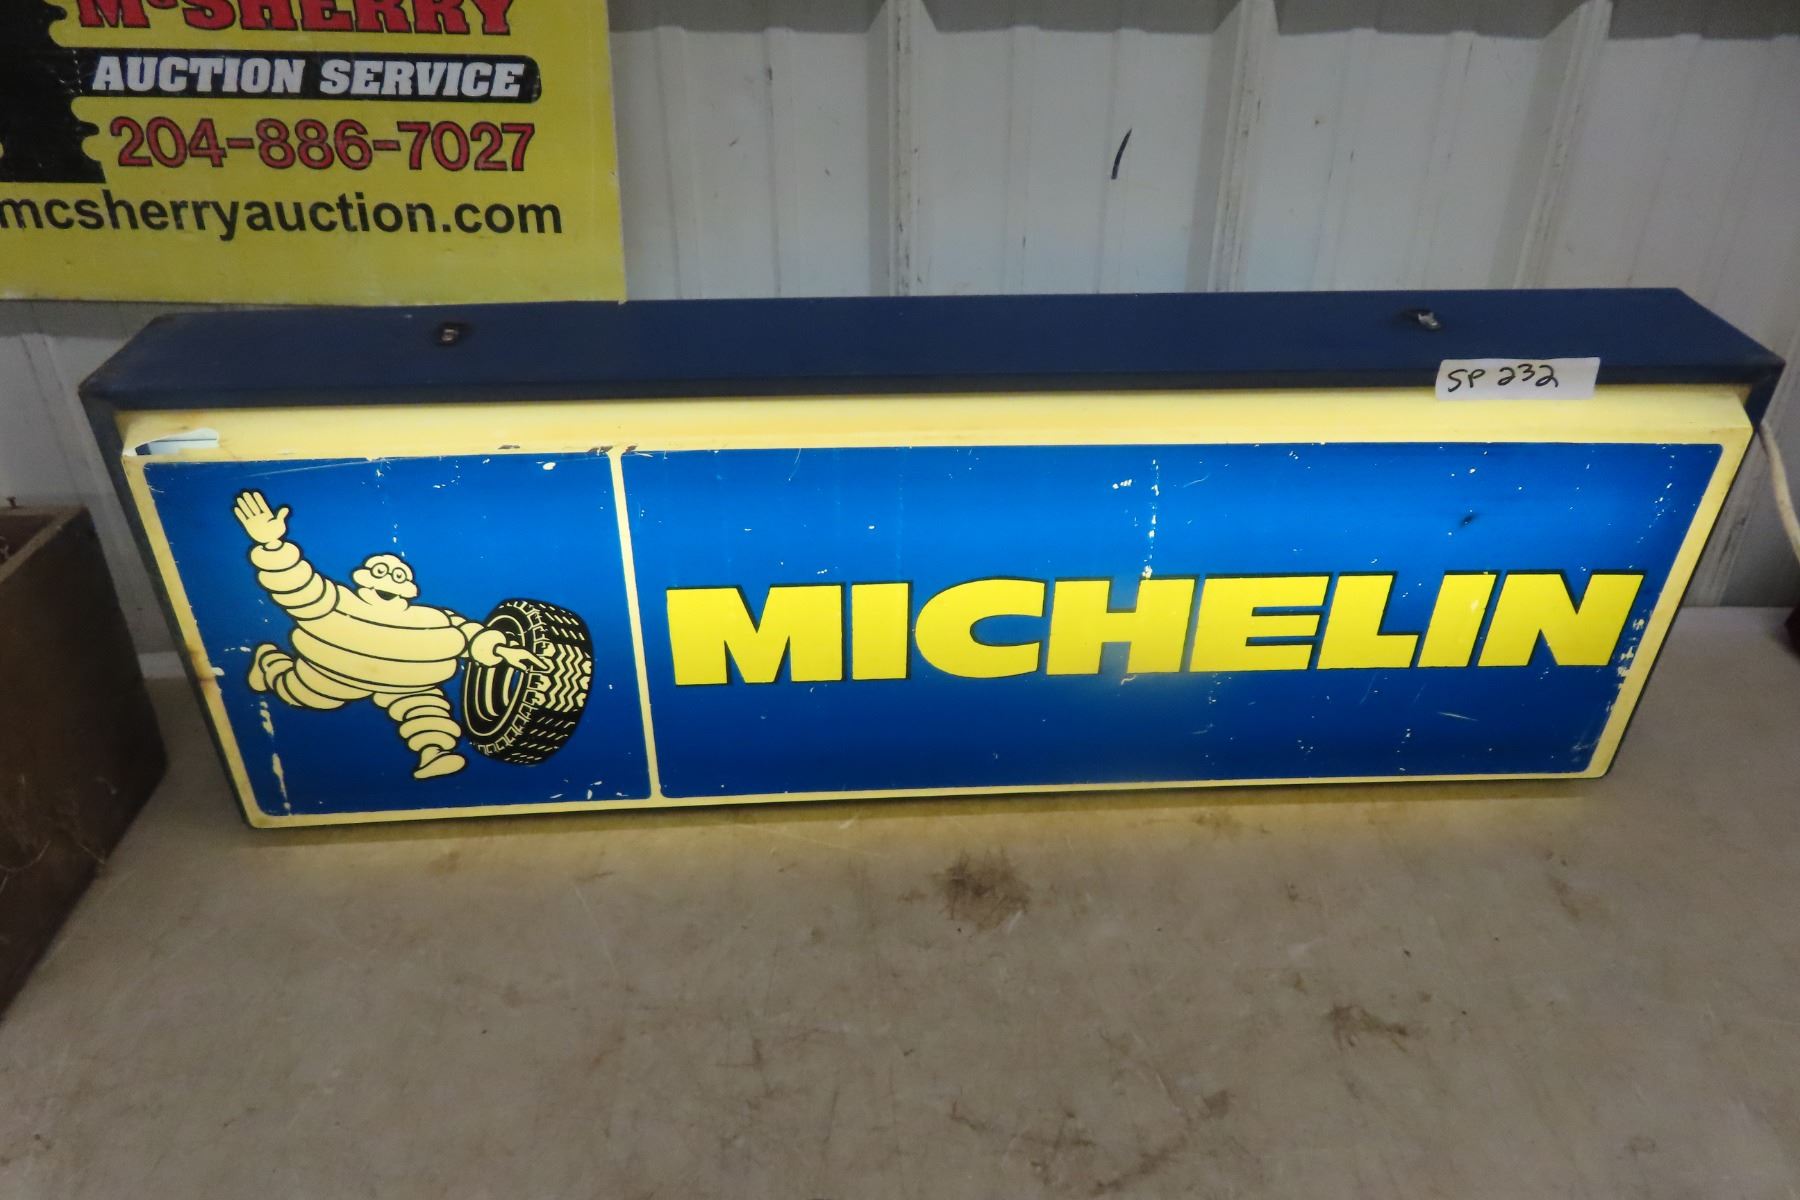 McSHERRY
AUCTION SERVICE
204-886-7027
mcsherryauction.com
SP 232
MICHELIN